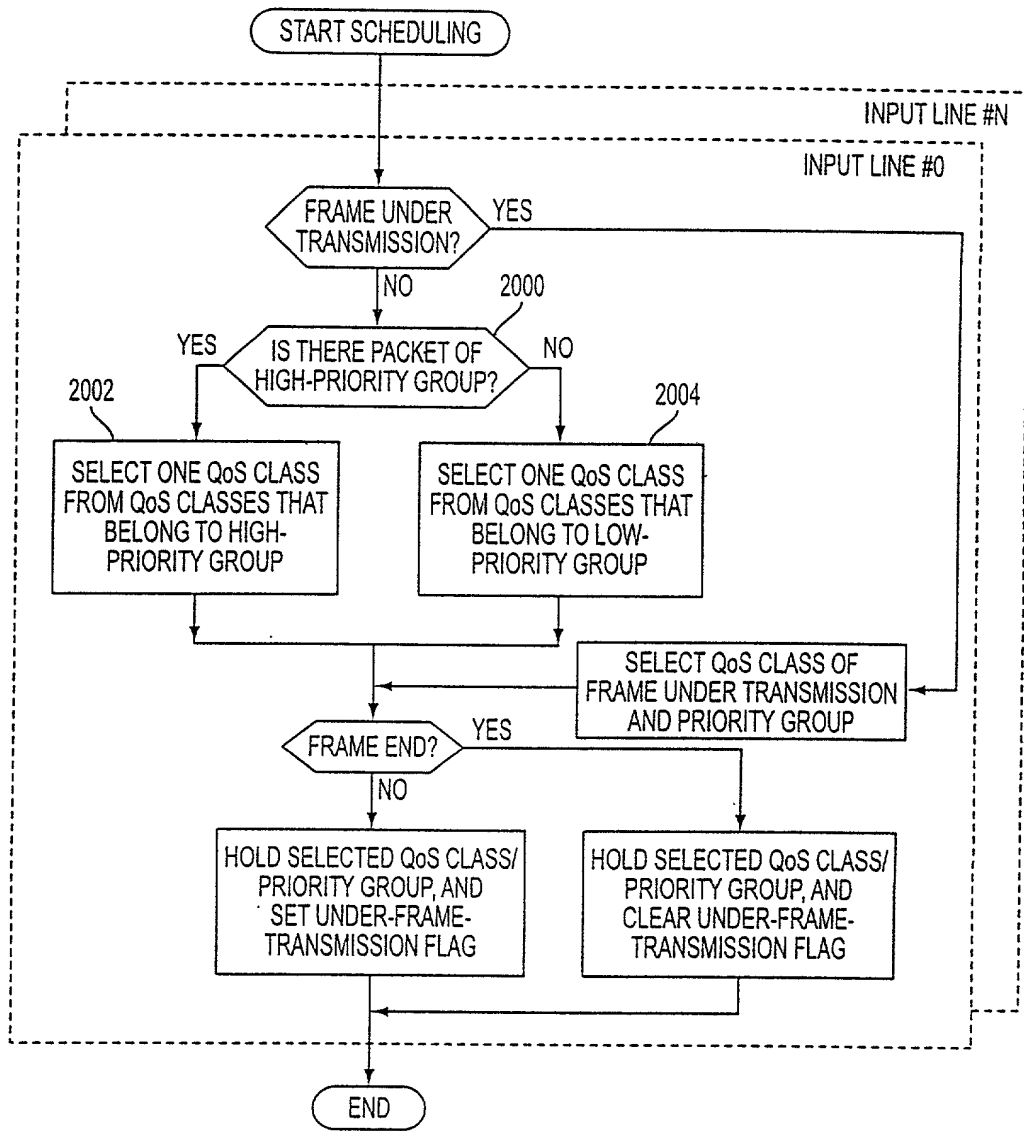 START SCHEDULING
INPUT LINE #N
INPUT LINE #0
FRAME UNDER
TRANSMISSION?
YES
NO
2000
IS THERE PACKET OF
HIGH-PRIORITY GROUP?
YES
NO
2002
2004
SELECT ONE QoS CLASS
FROM QoS CLASSES THAT
BELONG TO HIGH-
PRIORITY GROUP
SELECT ONE QoS CLASS
FROM QoS CLASSES THAT
BELONG TO LOW-
PRIORITY GROUP
SELECT QoS CLASS OF
FRAME UNDER TRANSMISSION
AND PRIORITY GROUP
FRAME END?
YES
NO
HOLD SELECTED QoS CLASS/
PRIORITY GROUP, AND
SET UNDER-FRAME-
TRANSMISSION FLAG
HOLD SELECTED QoS CLASS/
PRIORITY GROUP, AND
CLEAR UNDER-FRAME-
TRANSMISSION FLAG
END